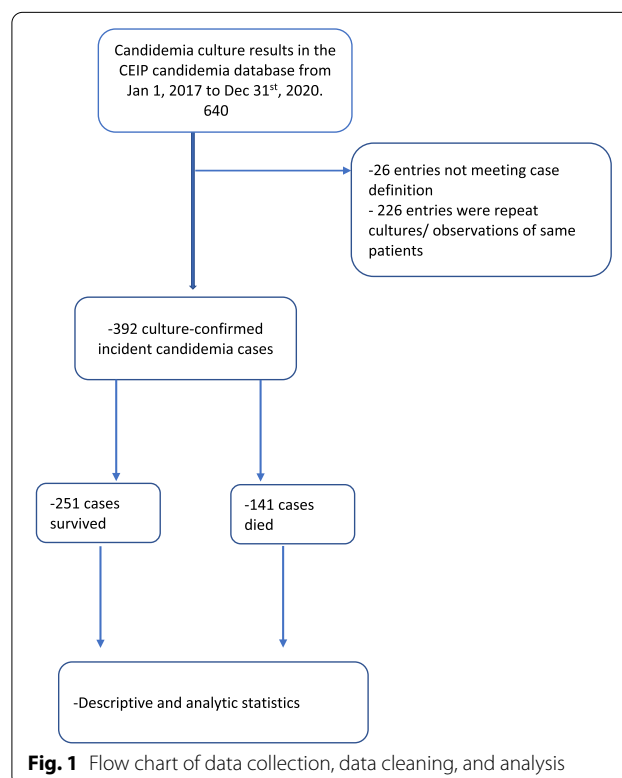 Candidemia culture results in the
CEIP candidemia database from
Jan 1, 2017 to Dec 31st, 2020.
640
-26 entries not meeting case
definition
- 226 entries were repeat
cultures/ observations of same
patients
-392 culture-confirmed
incident candidemia cases
-251 cases
survived
-141 cases
died
-Descriptive and analytic statistics
Fig. 1 Flow chart of data collection, data cleaning, and analysis